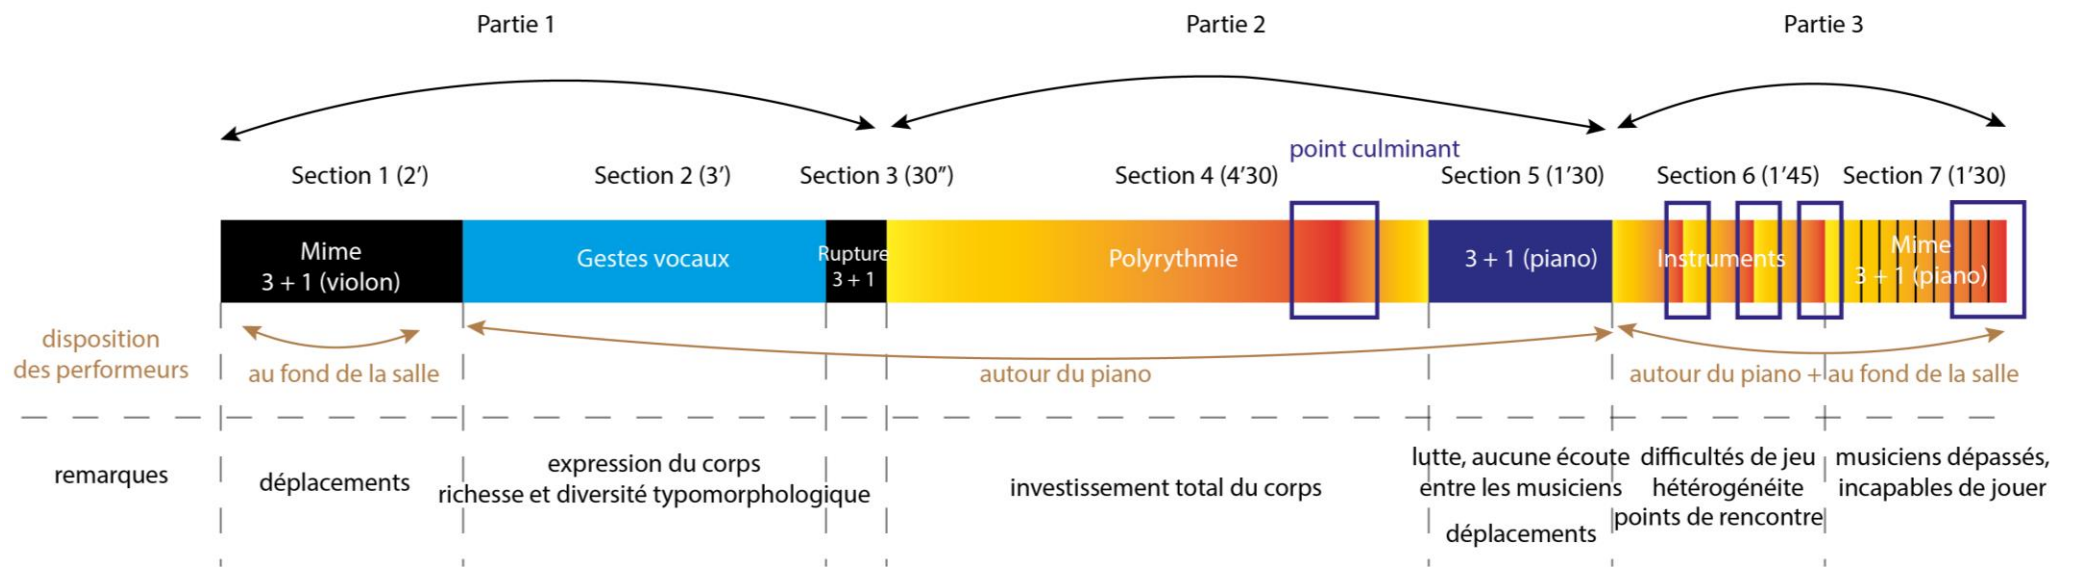 Partie 1
Partie 2
Partie 3
point culminant
Section 1 (2’)
Section 2 (3’)
Section 3 (30’’)
Section 4 (4’30)
Section 5 (1’30)
Section 6 (1’45)
Section 7 (1’30)
Mime
3 + 1 (violon)
Gestes vocaux
Rupture
3 + 1
Polyrythmie
3 + 1 (piano)
Instruments
Mime
3 + 1 (piano)
disposition
des performeurs
au fond de la salle
autour du piano
autour du piano + au fond de la salle
remarques
déplacements
expression du corps
richesse et diversité typomorphologique
investissement total du corps
lutte, aucune écoute
entre les musiciens
déplacements
difficultés de jeu
hétérogénéite
points de rencontre
musiciens dépassés,
incapables de jouer